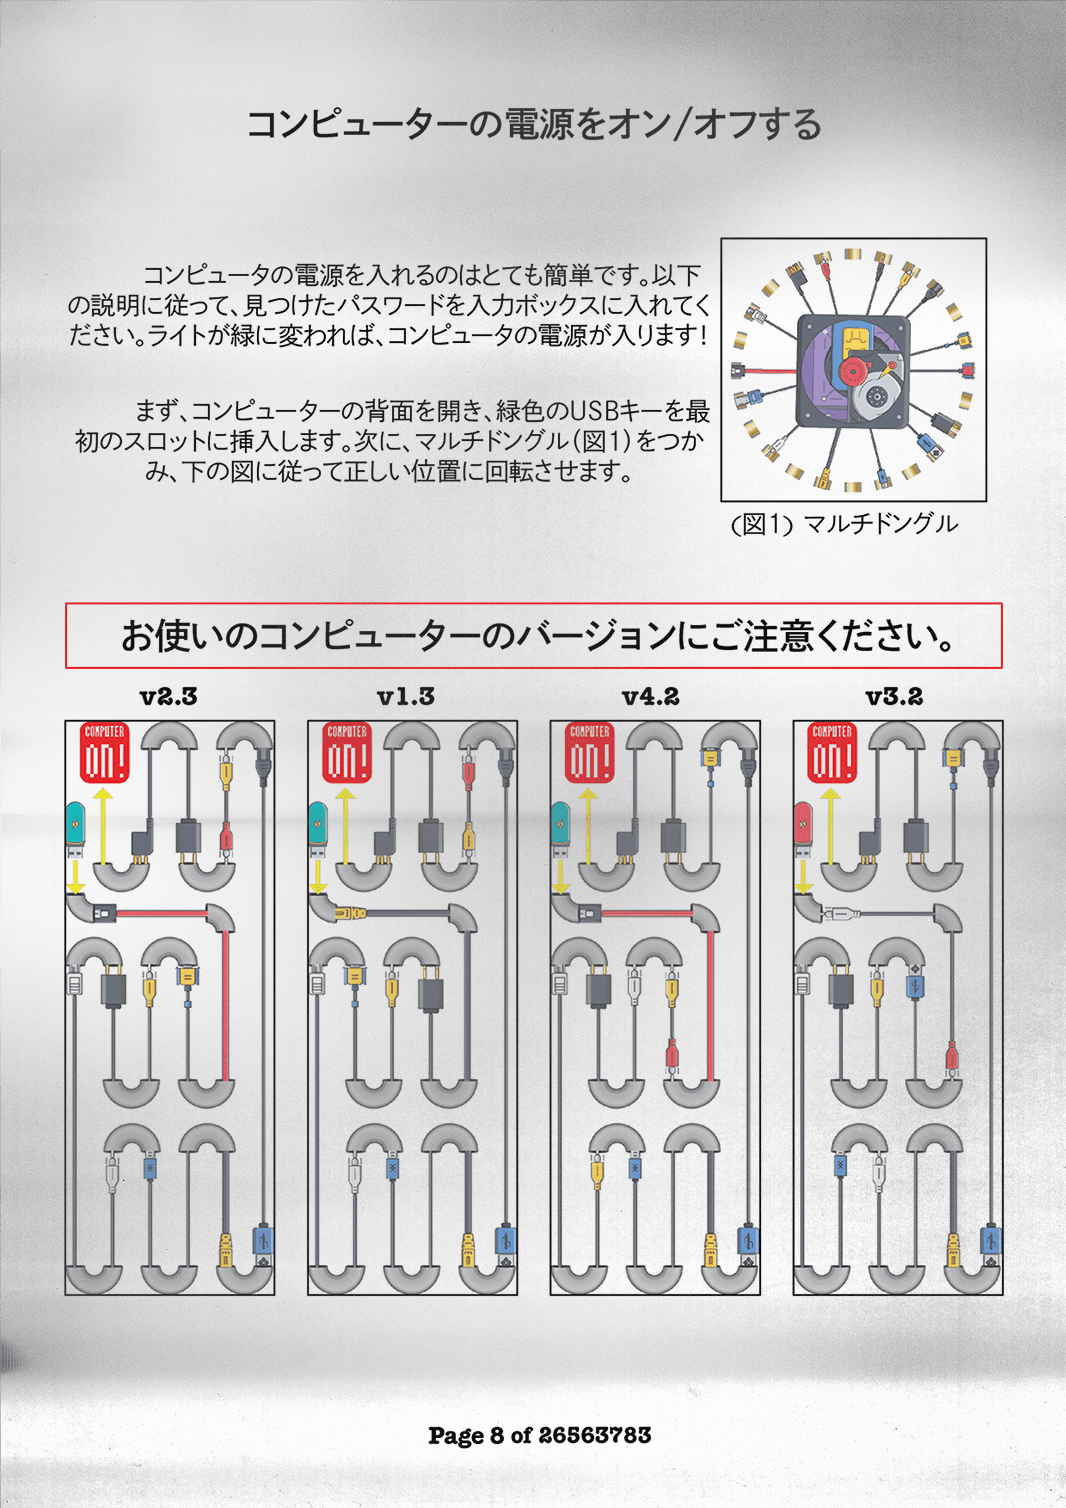 コンピューターの電源をオン/オフする
コンピュータの電源を入れるのはとても簡単です。以下
の説明に従って、見つけたパスワードを入力ボックスに入れてく
ださい。ライトが緑に変われば、コンピュータの電源が入ります!
まず、コンピューターの背面を開き、緑色のUSBキーを最
初のスロットに挿入します。次に、マルチドングル(図1)をつか
み、下の図に従って正しい位置に回転させます。
(図1) マルチドングル
お使いのコンピューターのバージョンにご注意ください。
v2.3
v1.3
v4.2
v3.2
COMPUTER
ON!
COMPUTER
ON!
COMPUTER
ON!
COMPUTER
ON!
Page 8 of 26563783